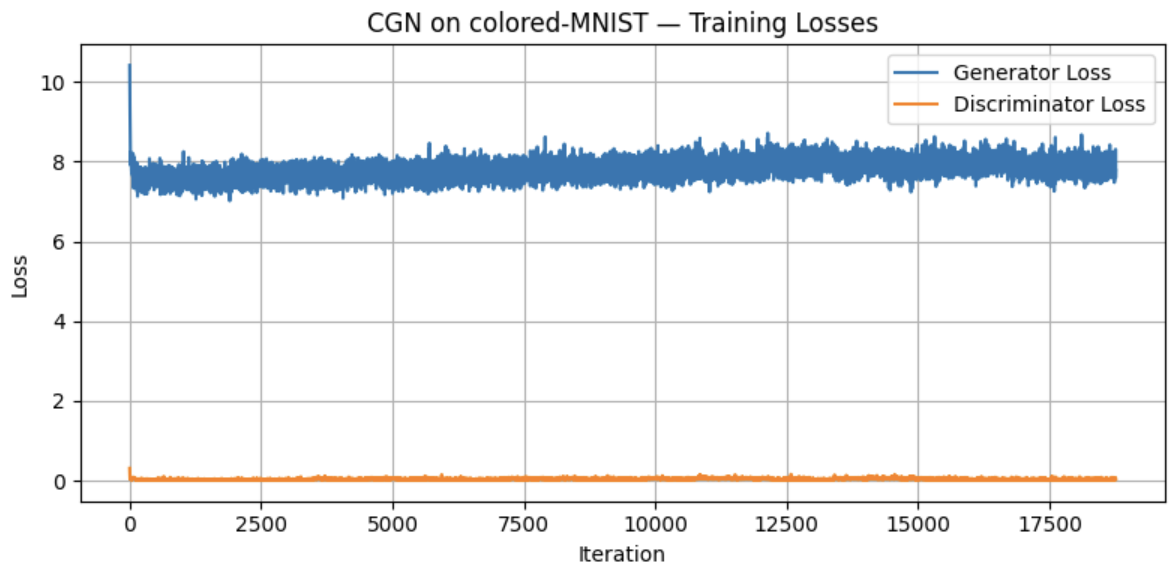 CGN on colored-MNIST — Training Losses
Generator Loss
Discriminator Loss
10
8
6
4
2
0
Loss
0 2500 5000 7500 10000 12500 15000 17500
Iteration